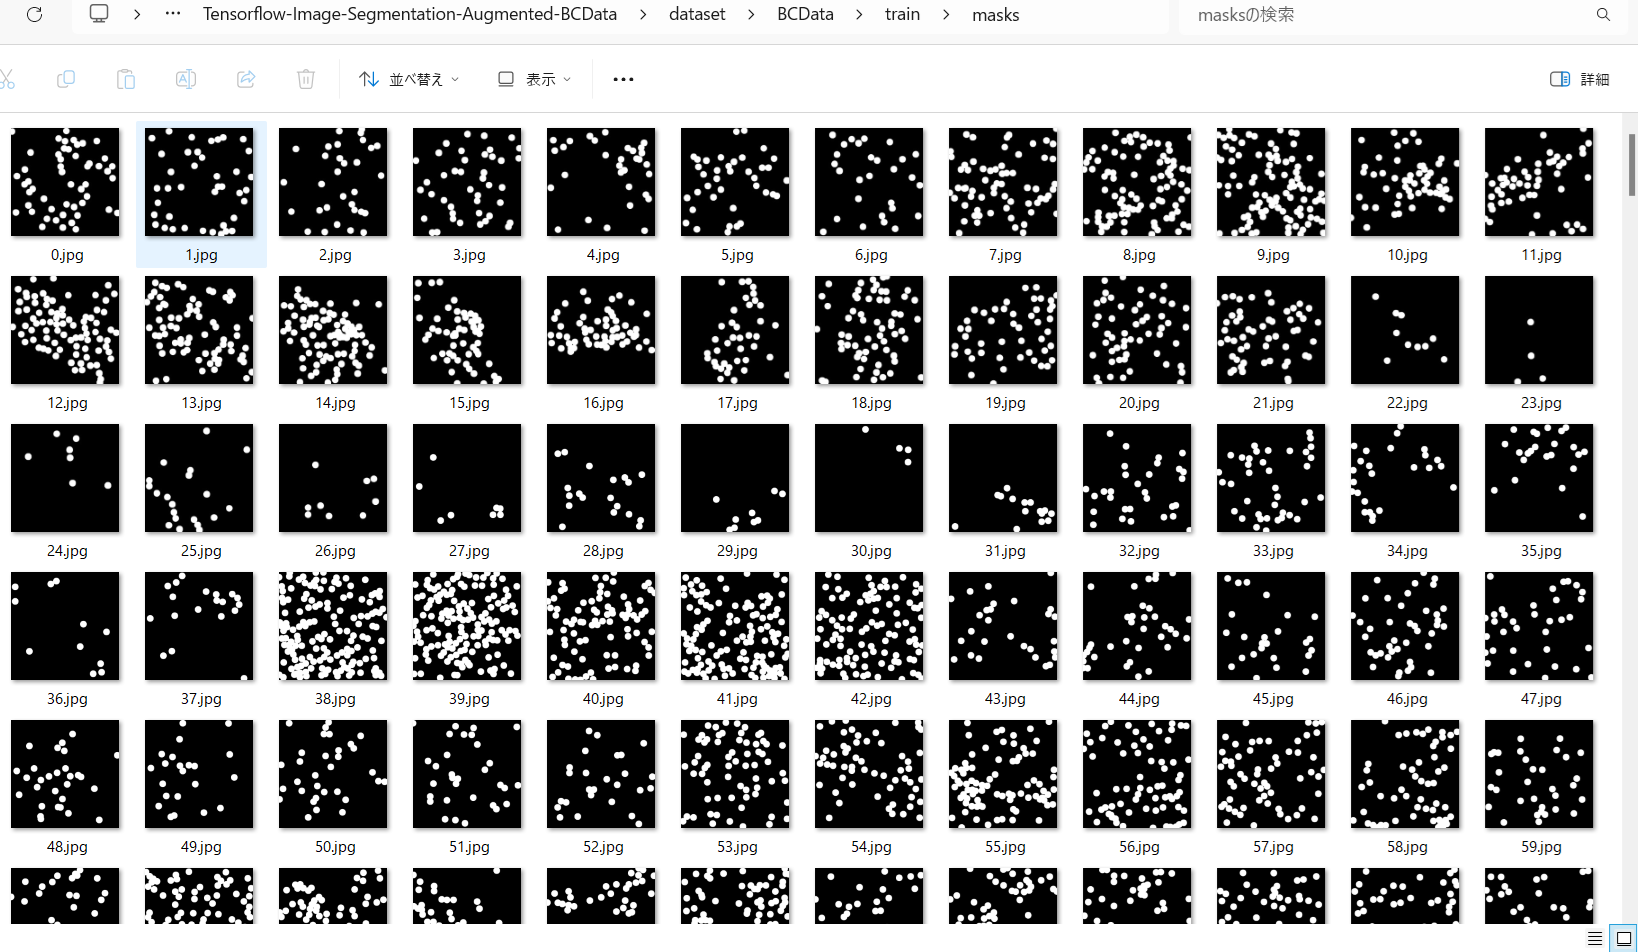 Tensorflow-Image-Segmentation-Augmented-BCData > dataset > BCData > train > masks
masksの検索
並べ替え 表示 詳細
0.jpg 1.jpg 2.jpg 3.jpg 4.jpg 5.jpg 6.jpg 7.jpg 8.jpg 9.jpg 10.jpg 11.jpg
12.jpg 13.jpg 14.jpg 15.jpg 16.jpg 17.jpg 18.jpg 19.jpg 20.jpg 21.jpg 22.jpg 23.jpg
24.jpg 25.jpg 26.jpg 27.jpg 28.jpg 29.jpg 30.jpg 31.jpg 32.jpg 33.jpg 34.jpg 35.jpg
36.jpg 37.jpg 38.jpg 39.jpg 40.jpg 41.jpg 42.jpg 43.jpg 44.jpg 45.jpg 46.jpg 47.jpg
48.jpg 49.jpg 50.jpg 51.jpg 52.jpg 53.jpg 54.jpg 55.jpg 56.jpg 57.jpg 58.jpg 59.jpg